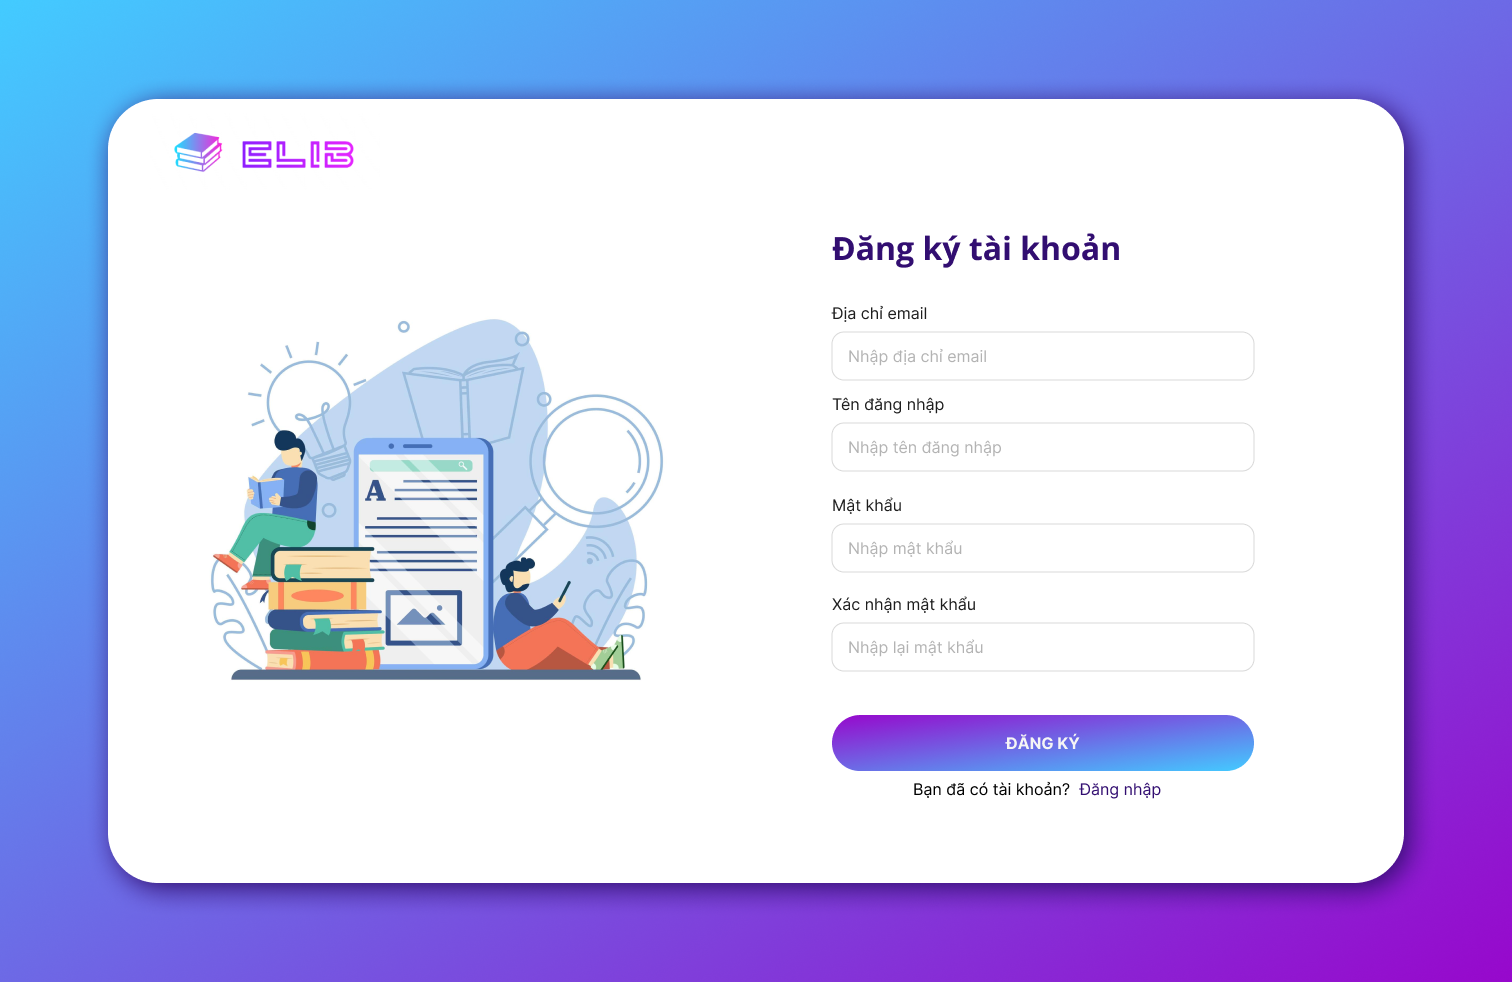 ELIB
Đăng ký tài khoản
Địa chỉ email
Nhập địa chỉ email
Tên đăng nhập
Nhập tên đăng nhập
A
Mật khẩu
Nhập mật khẩu
Xác nhận mật khẩu
Nhập lại mật khẩu
ĐĂNG KÝ
Bạn đã có tài khoản? Đăng nhập